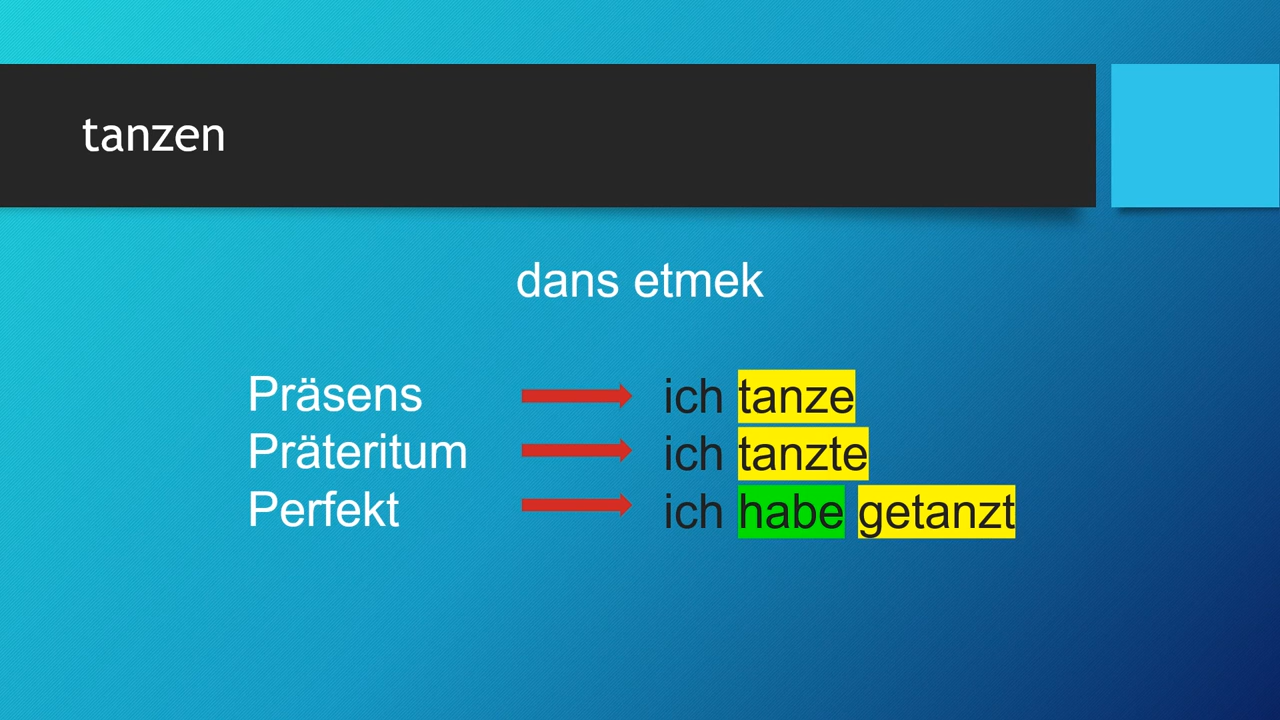 tanzen
dans etmek
Präsens ich tanze
Präteritum ich tanzte
Perfekt ich habe getanzt